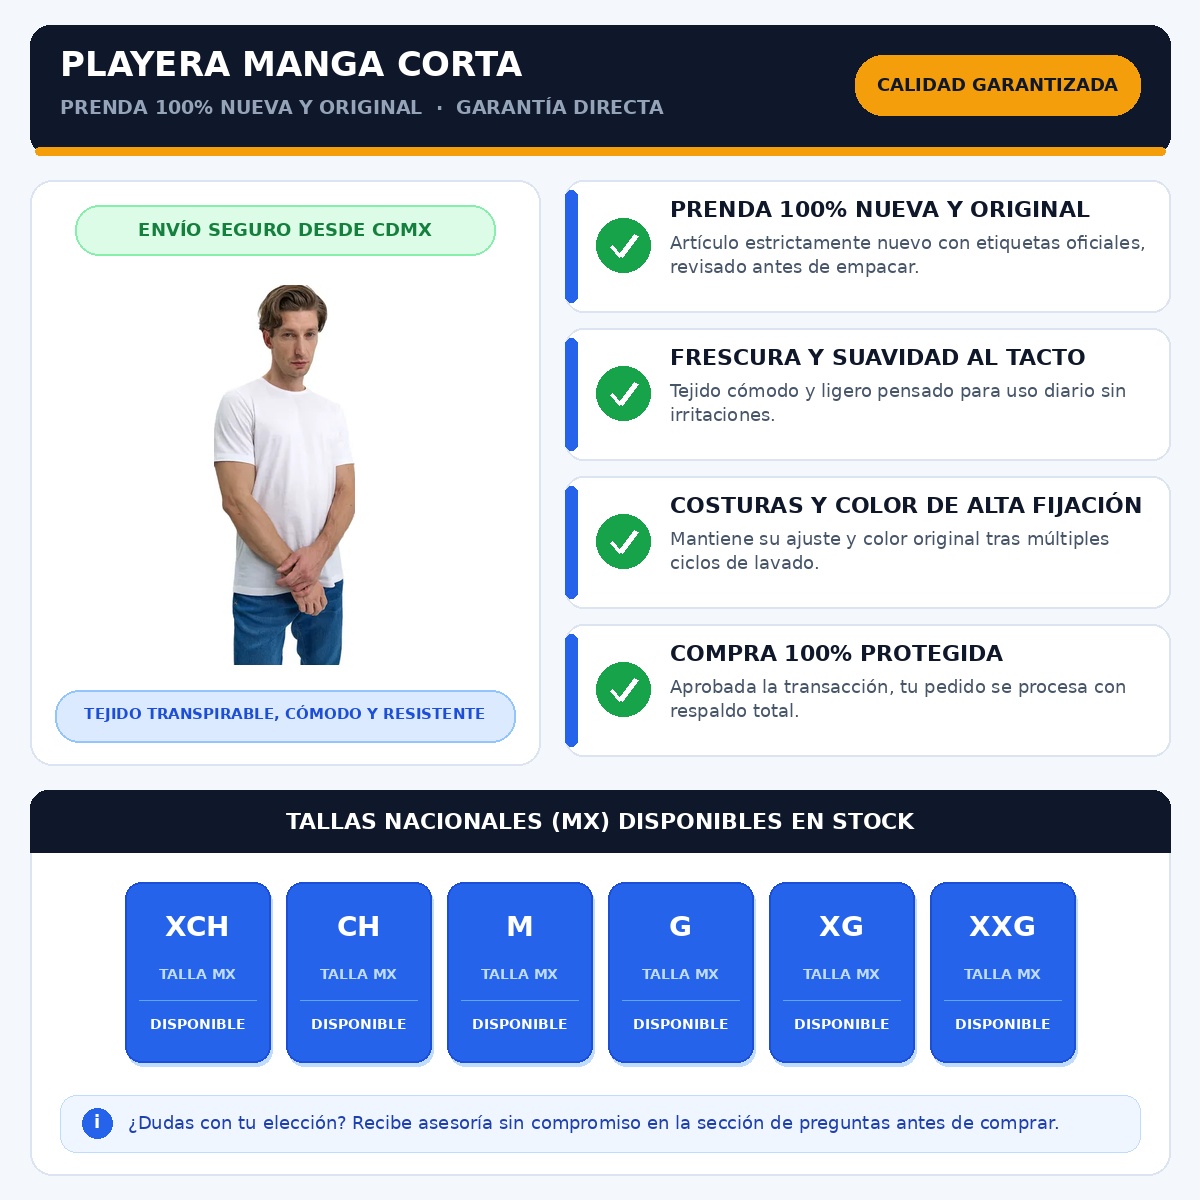 PLAYERA MANGA CORTA
PRENDA 100% NUEVA Y ORIGINAL · GARANTÍA DIRECTA
CALIDAD GARANTIZADA
ENVÍO SEGURO DESDE CDMX
TEJIDO TRANSPIRABLE, CÓMODO Y RESISTENTE
PRENDA 100% NUEVA Y ORIGINAL
Artículo estrictamente nuevo con etiquetas oficiales,
revisado antes de empacar.
FRESCURA Y SUAVIDAD AL TACTO
Tejido cómodo y ligero pensado para uso diario sin
irritaciones.
COSTURAS Y COLOR DE ALTA FIJACIÓN
Mantiene su ajuste y color original tras múltiples
ciclos de lavado.
COMPRA 100% PROTEGIDA
Aprobada la transacción, tu pedido se procesa con
respaldo total.
TALLAS NACIONALES (MX) DISPONIBLES EN STOCK
XCH
TALLA MX
DISPONIBLE
CH
TALLA MX
DISPONIBLE
M
TALLA MX
DISPONIBLE
G
TALLA MX
DISPONIBLE
XG
TALLA MX
DISPONIBLE
XXG
TALLA MX
DISPONIBLE
i
¿Dudas con tu elección? Recibe asesoría sin compromiso en la sección de preguntas antes de comprar.